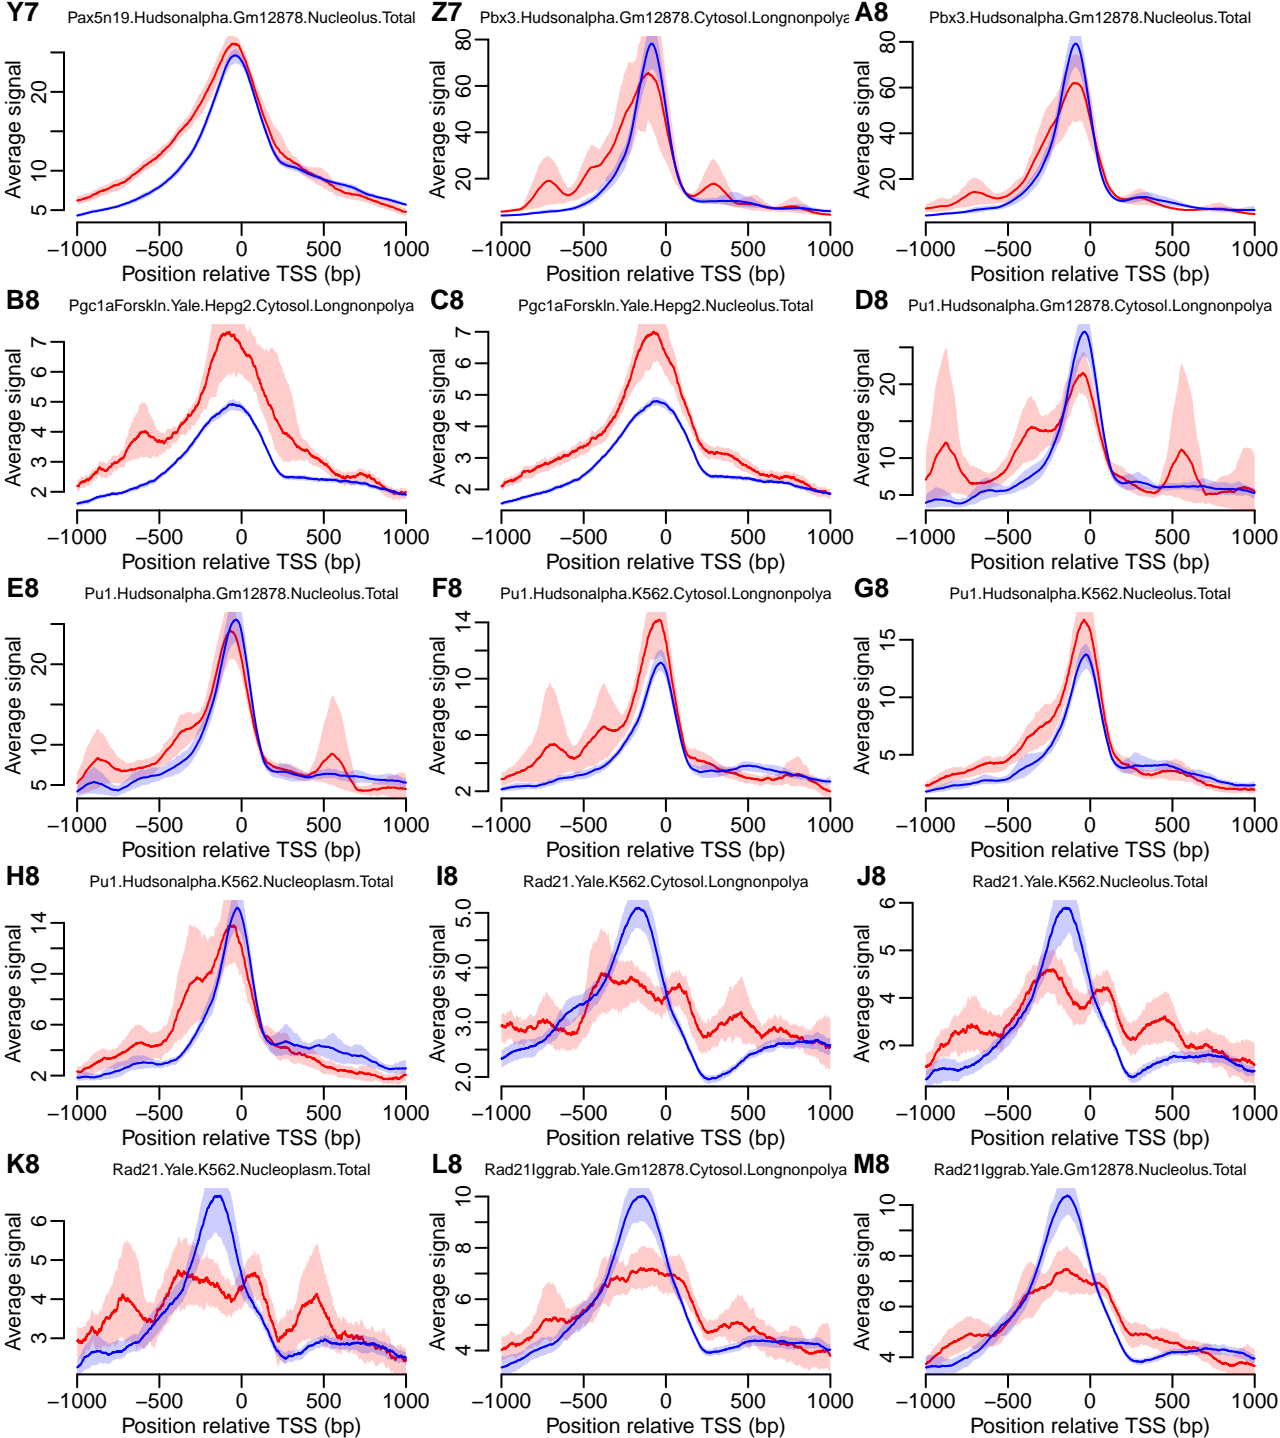 Y7 Pax5n19.Hudsonalpha.Gm12878.Nucleolus.Total
Average signal
5 10 20
−1000 −500 0 500 1000
Position relative TSS (bp)
Z7 Pbx3.Hudsonalpha.Gm12878.Cytosol.Longnonpolya
Average signal
20 40 60 80
−1000 −500 0 500 1000
Position relative TSS (bp)
A8 Pbx3.Hudsonalpha.Gm12878.Nucleolus.Total
Average signal
20 40 60 80
−1000 −500 0 500 1000
Position relative TSS (bp)
B8 Pgc1aForskln.Yale.Hepg2.Cytosol.Longnonpolya
Average signal
2 3 4 5 6 7
−1000 −500 0 500 1000
Position relative TSS (bp)
C8 Pgc1aForskln.Yale.Hepg2.Nucleolus.Total
Average signal
2 3 4 5 6 7
−1000 −500 0 500 1000
Position relative TSS (bp)
D8 Pu1.Hudsonalpha.Gm12878.Cytosol.Longnonpolya
Average signal
5 10 20
−1000 −500 0 500 1000
Position relative TSS (bp)
E8 Pu1.Hudsonalpha.Gm12878.Nucleolus.Total
Average signal
5 10 20
−1000 −500 0 500 1000
Position relative TSS (bp)
F8 Pu1.Hudsonalpha.K562.Cytosol.Longnonpolya
Average signal
2 6 10 14
−1000 −500 0 500 1000
Position relative TSS (bp)
G8 Pu1.Hudsonalpha.K562.Nucleolus.Total
Average signal
5 10 15
−1000 −500 0 500 1000
Position relative TSS (bp)
H8 Pu1.Hudsonalpha.K562.Nucleoplasm.Total
Average signal
2 6 10 14
−1000 −500 0 500 1000
Position relative TSS (bp)
I8 Rad21.Yale.K562.Cytosol.Longnonpolya
Average signal
2.0 3.0 4.0 5.0
−1000 −500 0 500 1000
Position relative TSS (bp)
J8 Rad21.Yale.K562.Nucleolus.Total
Average signal
3 4 5 6
−1000 −500 0 500 1000
Position relative TSS (bp)
K8 Rad21.Yale.K562.Nucleoplasm.Total
Average signal
3 4 5 6
−1000 −500 0 500 1000
Position relative TSS (bp)
L8 Rad21Iggrab.Yale.Gm12878.Cytosol.Longnonpolya
Average signal
4 6 8 10
−1000 −500 0 500 1000
Position relative TSS (bp)
M8 Rad21Iggrab.Yale.Gm12878.Nucleolus.Total
Average signal
4 6 8 10
−1000 −500 0 500 1000
Position relative TSS (bp)